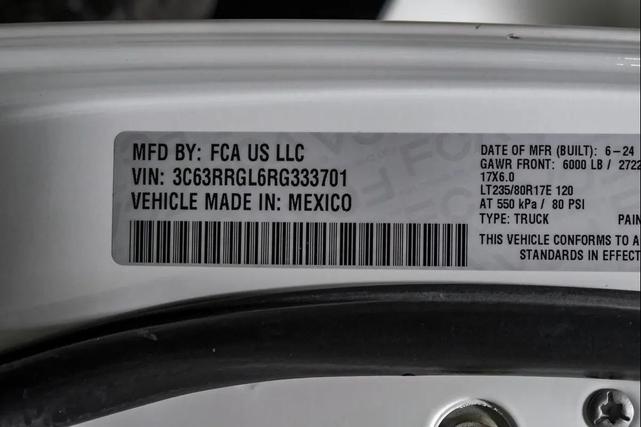 MFD BY: FCA US LLC
VIN: 3C63RRGL6RG333701
VEHICLE MADE IN: MEXICO
DATE OF MFR (BUILT): 6-24
GAWR FRONT: 6000 LB / 2722
17X6.0
LT235/80R17E 120
AT 550 kPa / 80 PSI
TYPE: TRUCK PAIN
THIS VEHICLE CONFORMS TO A
STANDARDS IN EFFECT